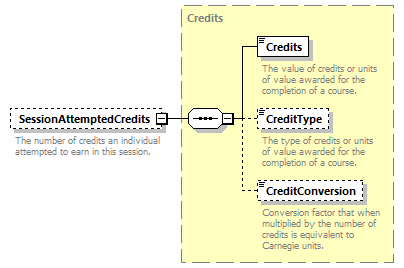 Credits
Credits
The value of credits or units
of value awarded for the
completion of a course.
SessionAttemptedCredits
The number of credits an individual
attempted to earn in this session.
CreditType
The type of credits or units
of value awarded for the
completion of a course.
CreditConversion
Conversion factor that when
multiplied by the number of
credits is equivalent to
Carnegie units.